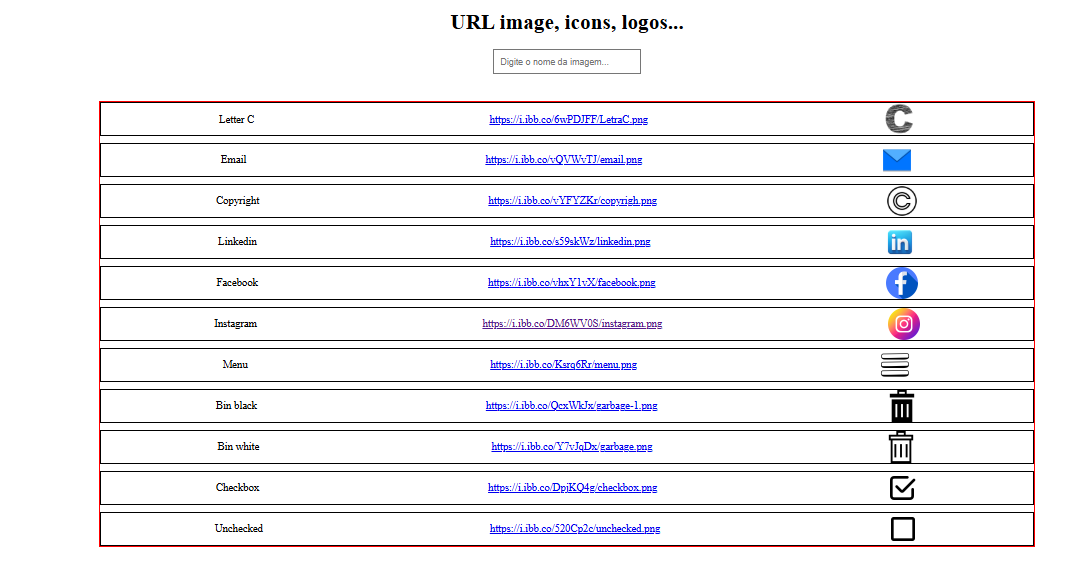 URL image, icons, logos...
Digite o nome da imagem...
Letter C https://i.ibb.co/6wPDJFF/LetraC.png
Email https://i.ibb.co/vQVWvTJ/email.png
Copyright https://i.ibb.co/vYFYZKr/copyrigh.png
Linkedin https://i.ibb.co/s59skWz/linkedin.png
Facebook https://i.ibb.co/vhxY1vX/facebook.png
Instagram https://i.ibb.co/DM6WV0S/instagram.png
Menu https://i.ibb.co/Ksrq6Rr/menu.png
Bin black https://i.ibb.co/QcxWkJx/garbage-1.png
Bin white https://i.ibb.co/Y7vJqDx/garbage.png
Checkbox https://i.ibb.co/DpjKQ4g/checkbox.png
Unchecked https://i.ibb.co/520Cp2c/unchecked.png